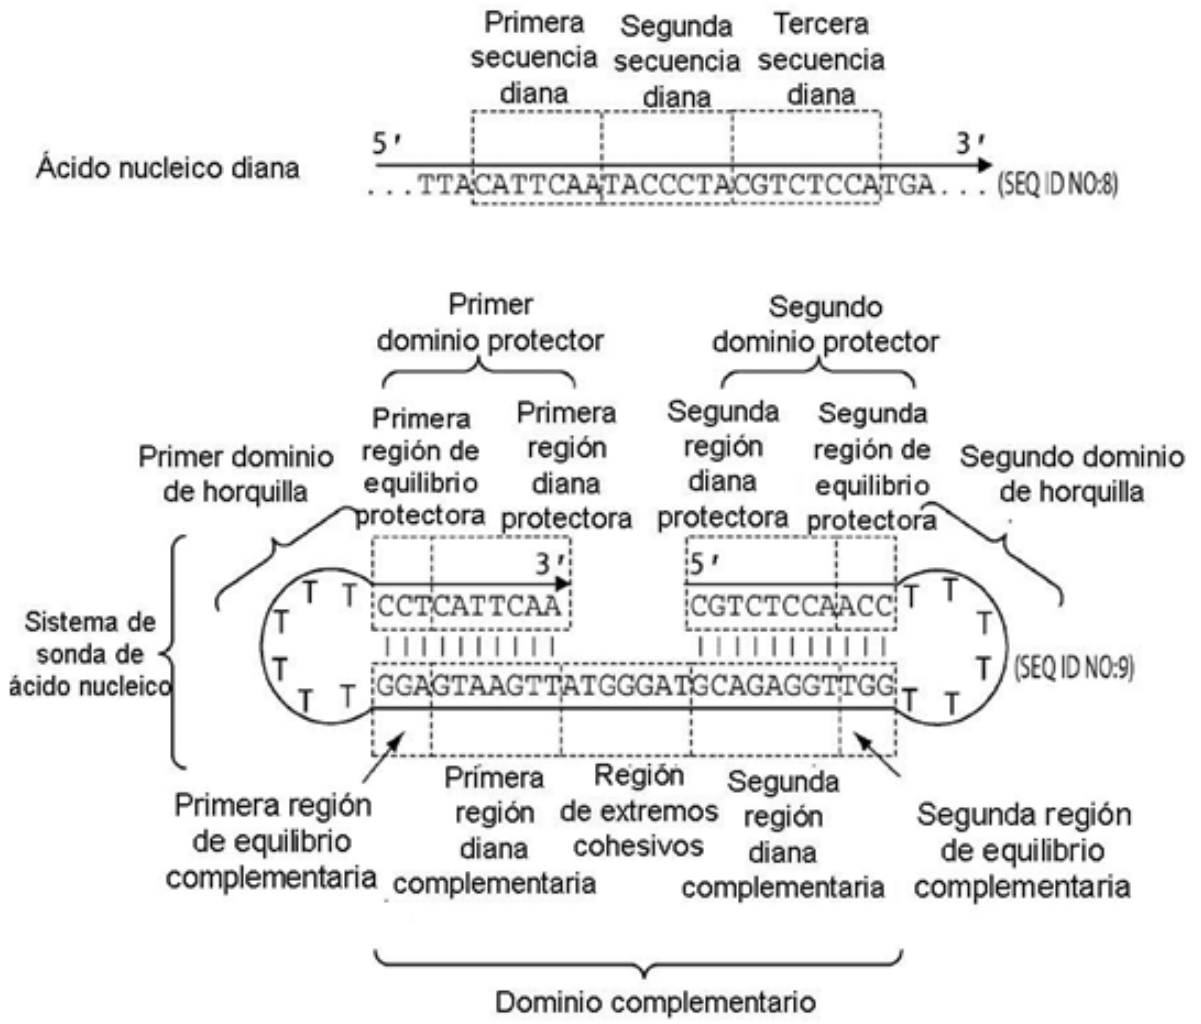 Primera
secuencia
diana
Segunda
secuencia
diana
Tercera
secuencia
diana
5' 3'
Ácido nucleico diana
...TTACATTCAATACCCTACGTCTCCATGA... (SEQ ID NO:8)
Primer
dominio protector
Segundo
dominio protector
Primer dominio
de horquilla
Primera
región de
equilibrio
protectora
Primera
región
diana
protectora
Segunda
región
diana
protectora
Segunda
región de
equilibrio
protectora
Segundo dominio
de horquilla
Sistema de
sonda de
ácido nucleico
3' 5'
T T T T T T T
CCTCATTCAA CGTCTCCAACC
T T T T T T T
GGAGTAAGTTATGGGATGCAGAGGTTGG
(SEQ ID NO:9)
Primera región
de equilibrio
complementaria
Primera
región
diana
complementaria
Región
de extremos
cohesivos
Segunda
región
diana
complementaria
Segunda región
de equilibrio
complementaria
Dominio complementario